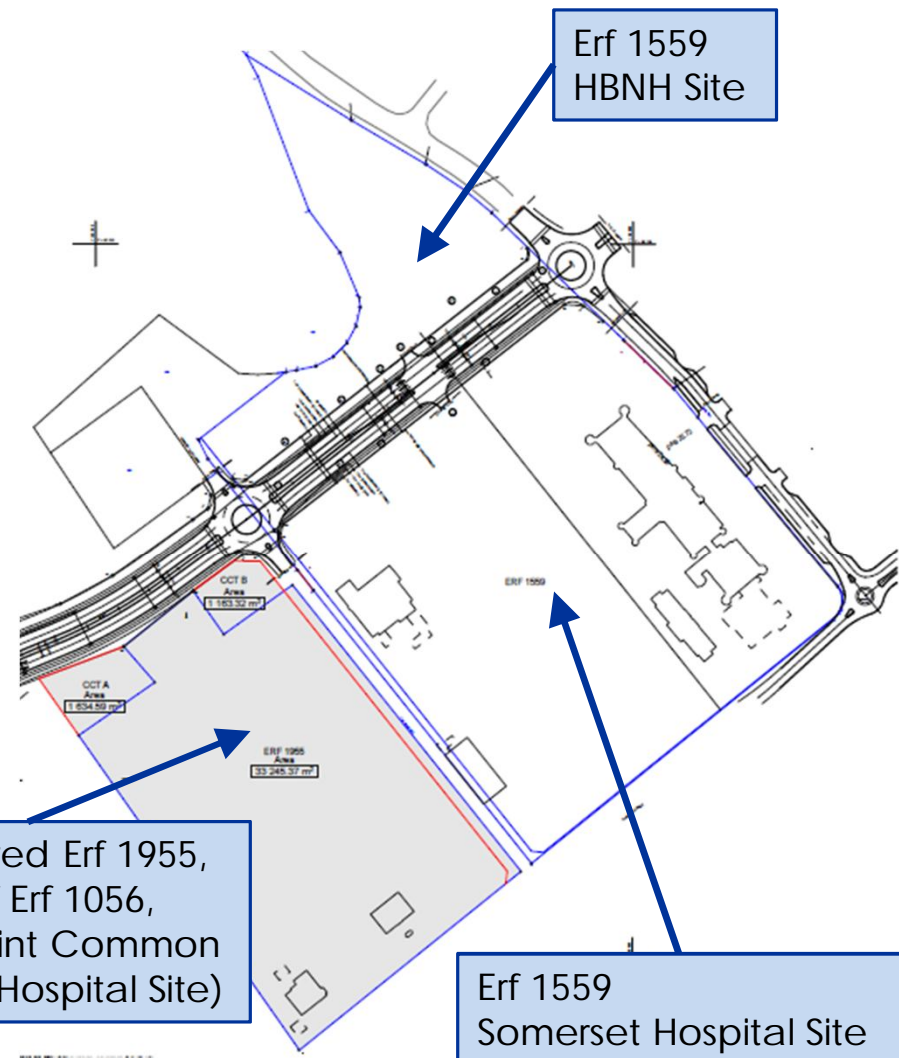 Erf 1559
HBNH Site
CCT B
Area
1 163.32 m²
ERF 1559
CCT A
Area
1 634.59 m²
ERF 1955
Area
33 245.37 m²
ed Erf 1955,
Erf 1056,
int Common
Hospital Site)
Erf 1559
Somerset Hospital Site